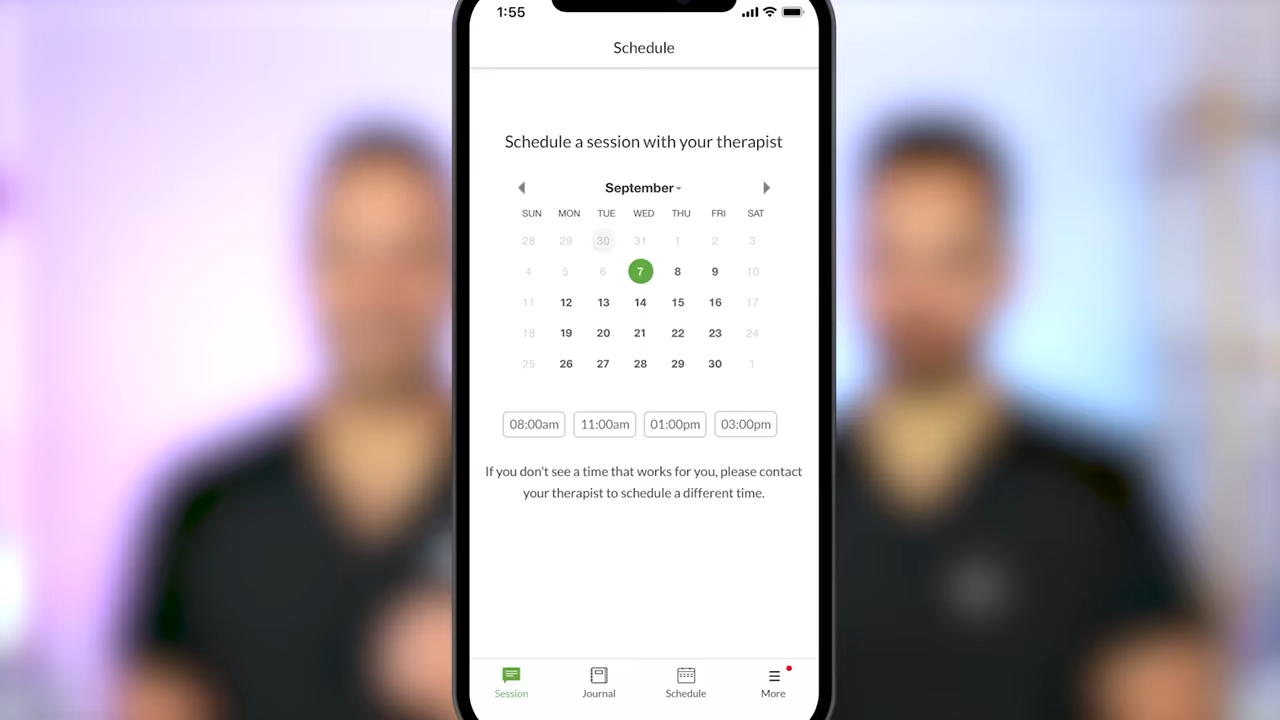 1:55
Schedule
Schedule a session with your therapist
September
SUN MON TUE WED THU FRI SAT
28 29 30 31 1 2 3
4 5 6 7 8 9 10
11 12 13 14 15 16 17
18 19 20 21 22 23 24
25 26 27 28 29 30 1
08:00am 11:00am 01:00pm 03:00pm
If you don't see a time that works for you, please contact
your therapist to schedule a different time.
Session Journal Schedule More